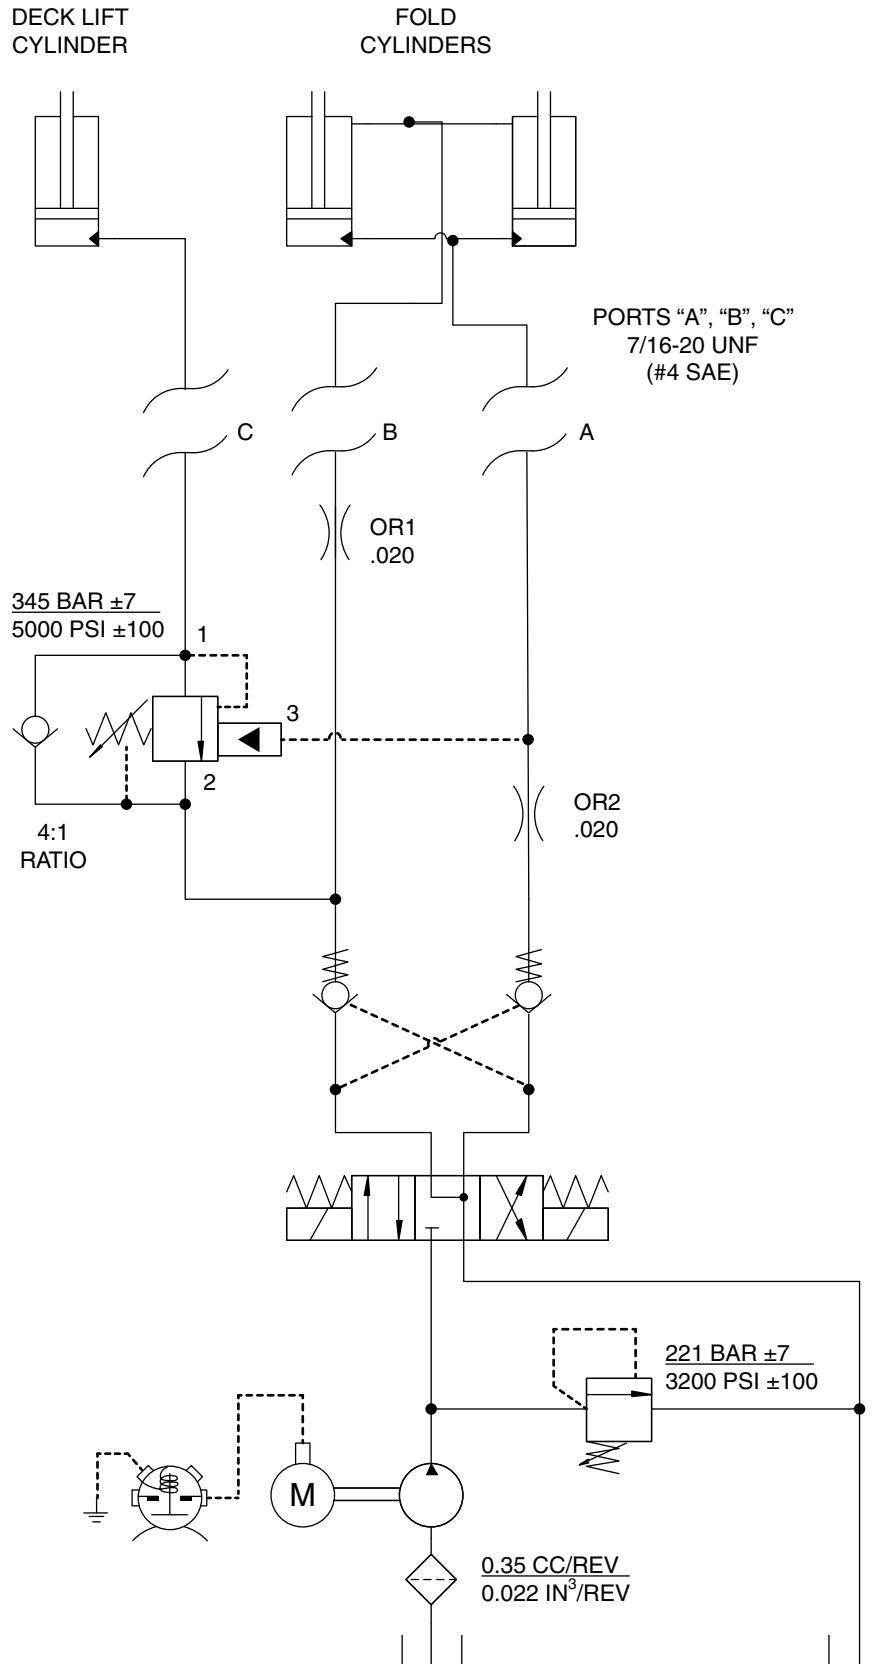 DECK LIFT
CYLINDER
FOLD
CYLINDERS
PORTS “A”, “B”, “C”
7/16-20 UNF
(#4 SAE)
C
B
A
OR1
.020
345 BAR ±7
5000 PSI ±100
1
3
2
OR2
.020
4:1
RATIO
221 BAR ±7
3200 PSI ±100
M
0.35 CC/REV
0.022 IN³/REV